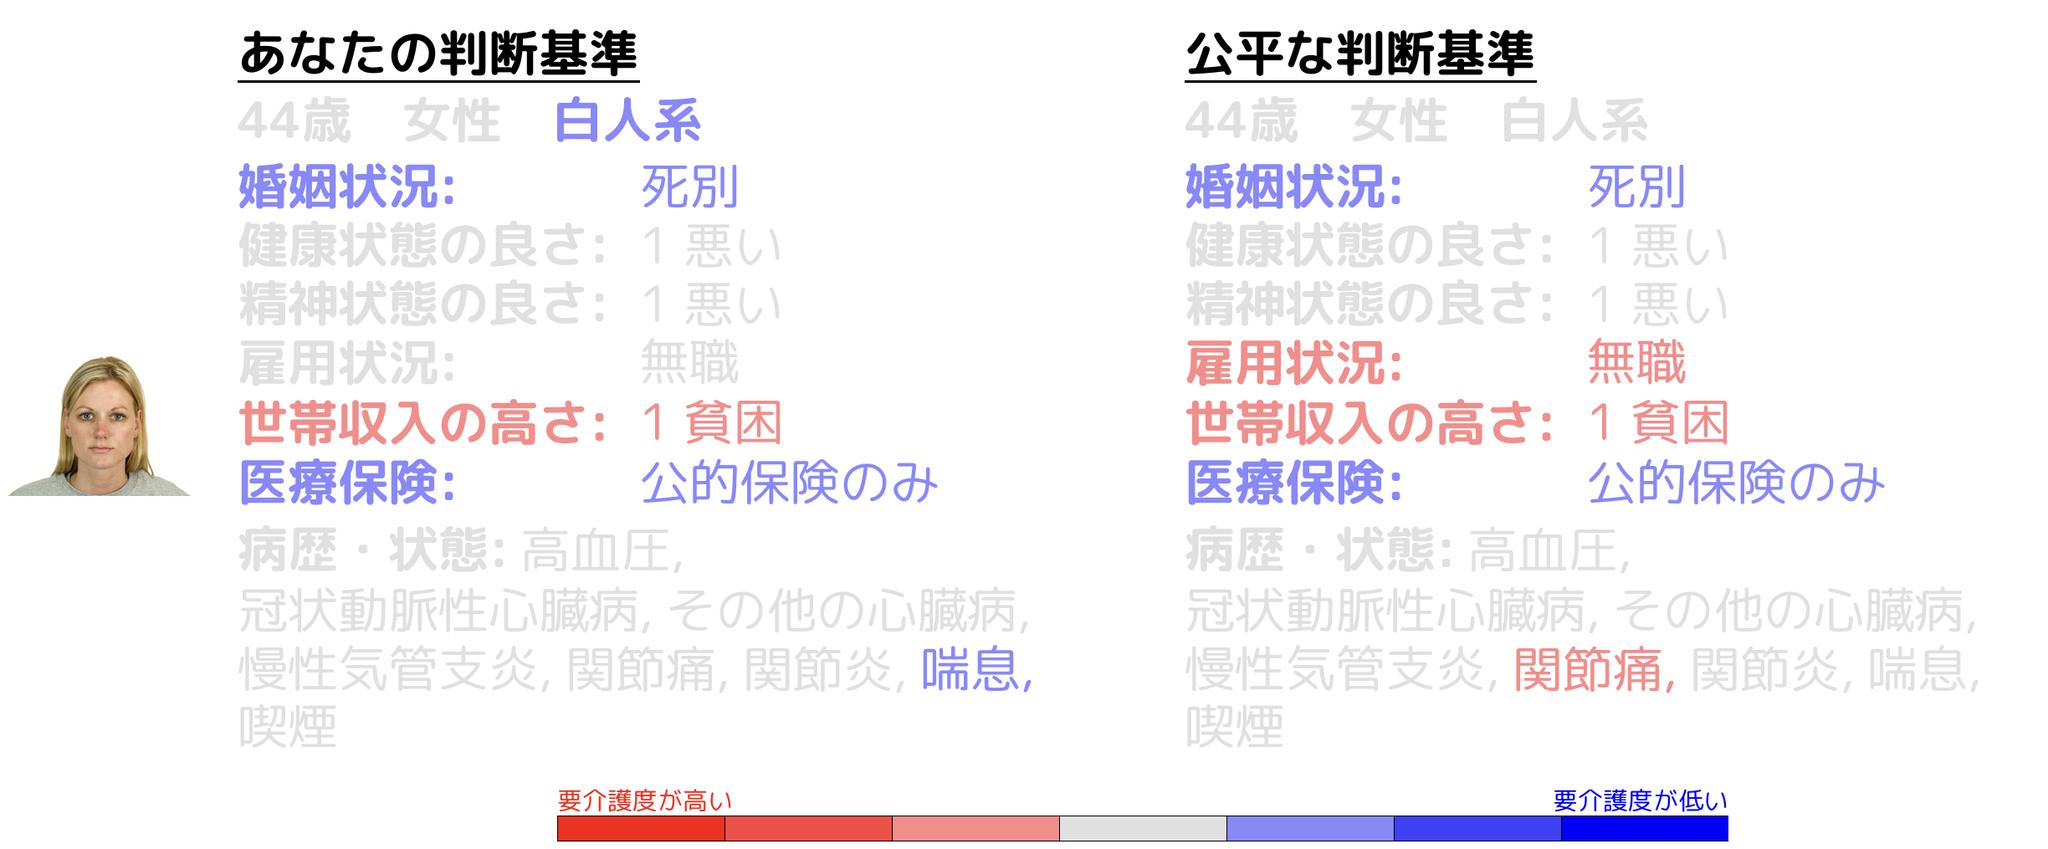 あなたの判断基準
44歳 女性 白人系
婚姻状況: 死別
健康状態の良さ: 1 悪い
精神状態の良さ: 1 悪い
雇用状況: 無職
世帯収入の高さ: 1 貧困
医療保険: 公的保険のみ
病歴・状態: 高血圧,
冠状動脈性心臓病, その他の心臓病,
慢性気管支炎, 関節痛, 関節炎, 喘息,
喫煙
公平な判断基準
44歳 女性 白人系
婚姻状況: 死別
健康状態の良さ: 1 悪い
精神状態の良さ: 1 悪い
雇用状況: 無職
世帯収入の高さ: 1 貧困
医療保険: 公的保険のみ
病歴・状態: 高血圧,
冠状動脈性心臓病, その他の心臓病,
慢性気管支炎, 関節痛, 関節炎, 喘息,
喫煙
要介護度が高い
要介護度が低い